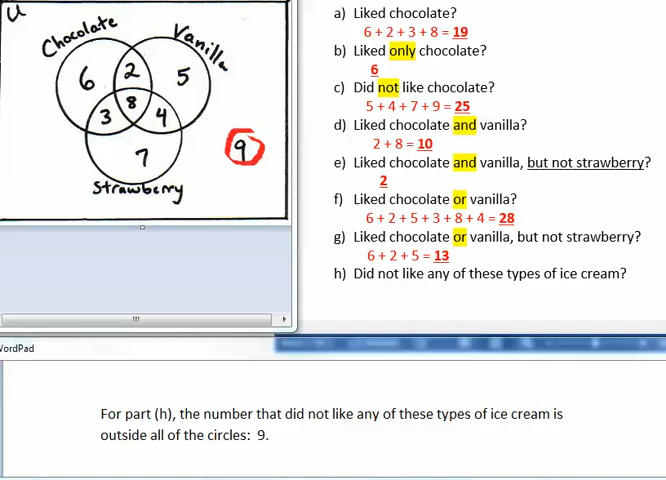 U
Chocolate
Vanilla
6
2
5
8
3
4
7
9
Strawberry
a) Liked chocolate?
6 + 2 + 3 + 8 = 19
b) Liked only chocolate?
6
c) Did not like chocolate?
5 + 4 + 7 + 9 = 25
d) Liked chocolate and vanilla?
2 + 8 = 10
e) Liked chocolate and vanilla, but not strawberry?
2
f) Liked chocolate or vanilla?
6 + 2 + 5 + 3 + 8 + 4 = 28
g) Liked chocolate or vanilla, but not strawberry?
6 + 2 + 5 = 13
h) Did not like any of these types of ice cream?
WordPad
For part (h), the number that did not like any of these types of ice cream is
outside all of the circles: 9.